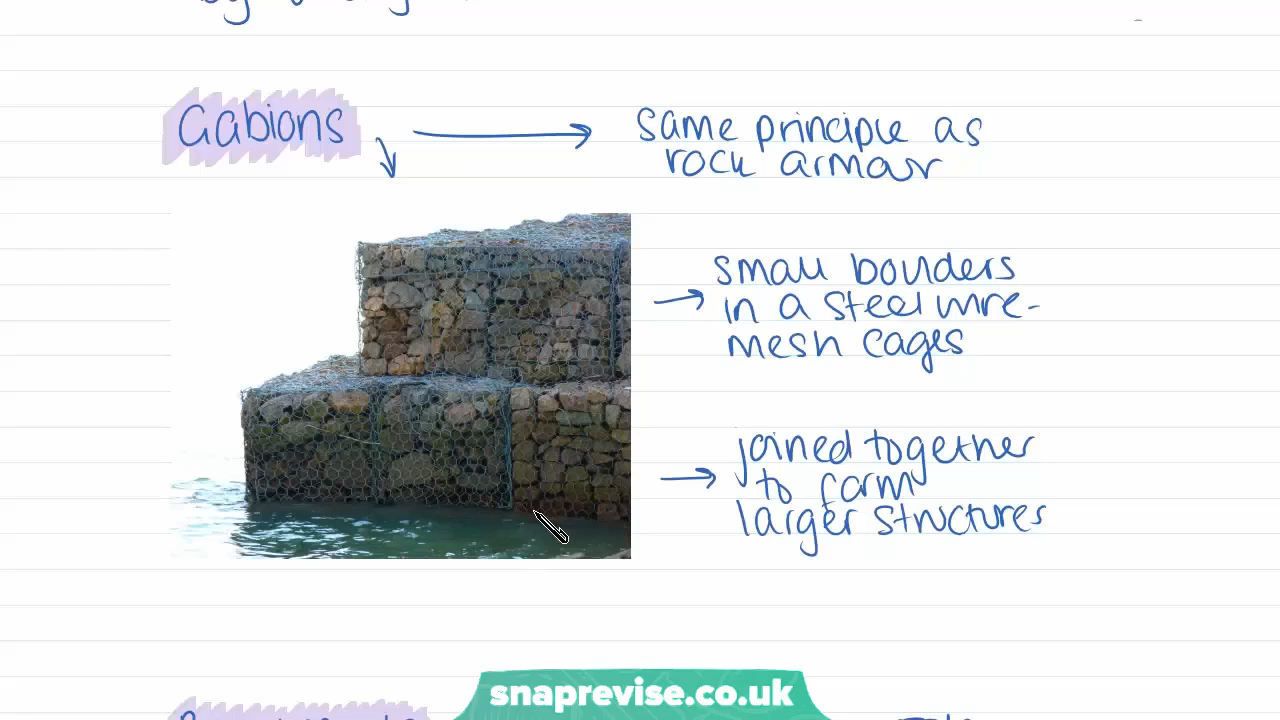 Gabions
same principle as
rock armour
small boulders
in a steel wire-
mesh cages
joined together
to form
larger structures
snaprevise.co.uk